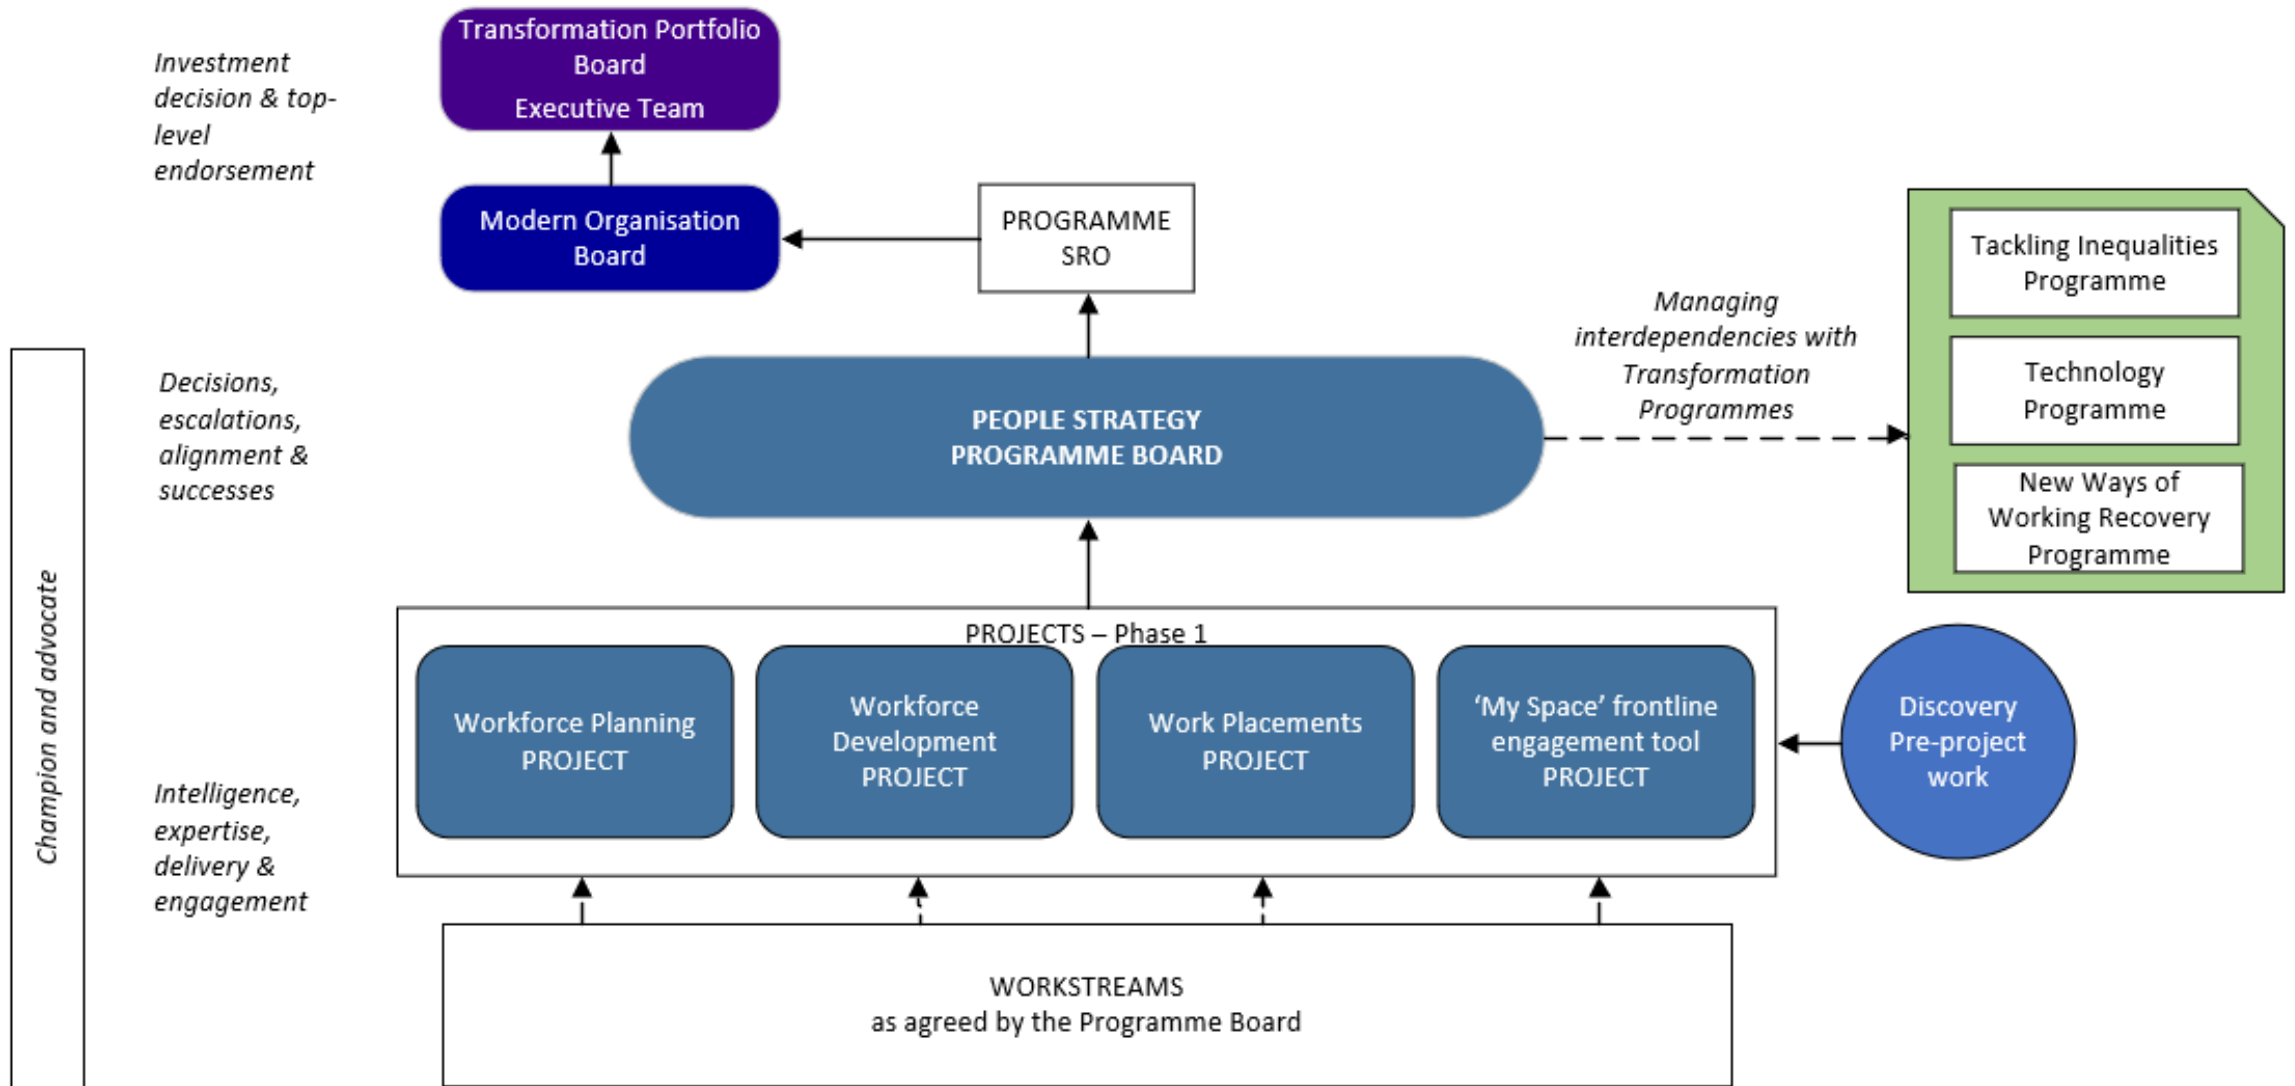 Investment
decision & top-
level
endorsement
Transformation Portfolio
Board
Executive Team
Modern Organisation
Board
PROGRAMME
SRO
Managing
interdependencies with
Transformation
Programmes
Tackling Inequalities
Programme
Technology
Programme
New Ways of
Working Recovery
Programme
Champion and advocate
Decisions,
escalations,
alignment &
successes
PEOPLE STRATEGY
PROGRAMME BOARD
Intelligence,
expertise,
delivery &
engagement
PROJECTS – Phase 1
Workforce Planning
PROJECT
Workforce
Development
PROJECT
Work Placements
PROJECT
‘My Space’ frontline
engagement tool
PROJECT
Discovery
Pre-project
work
WORKSTREAMS
as agreed by the Programme Board